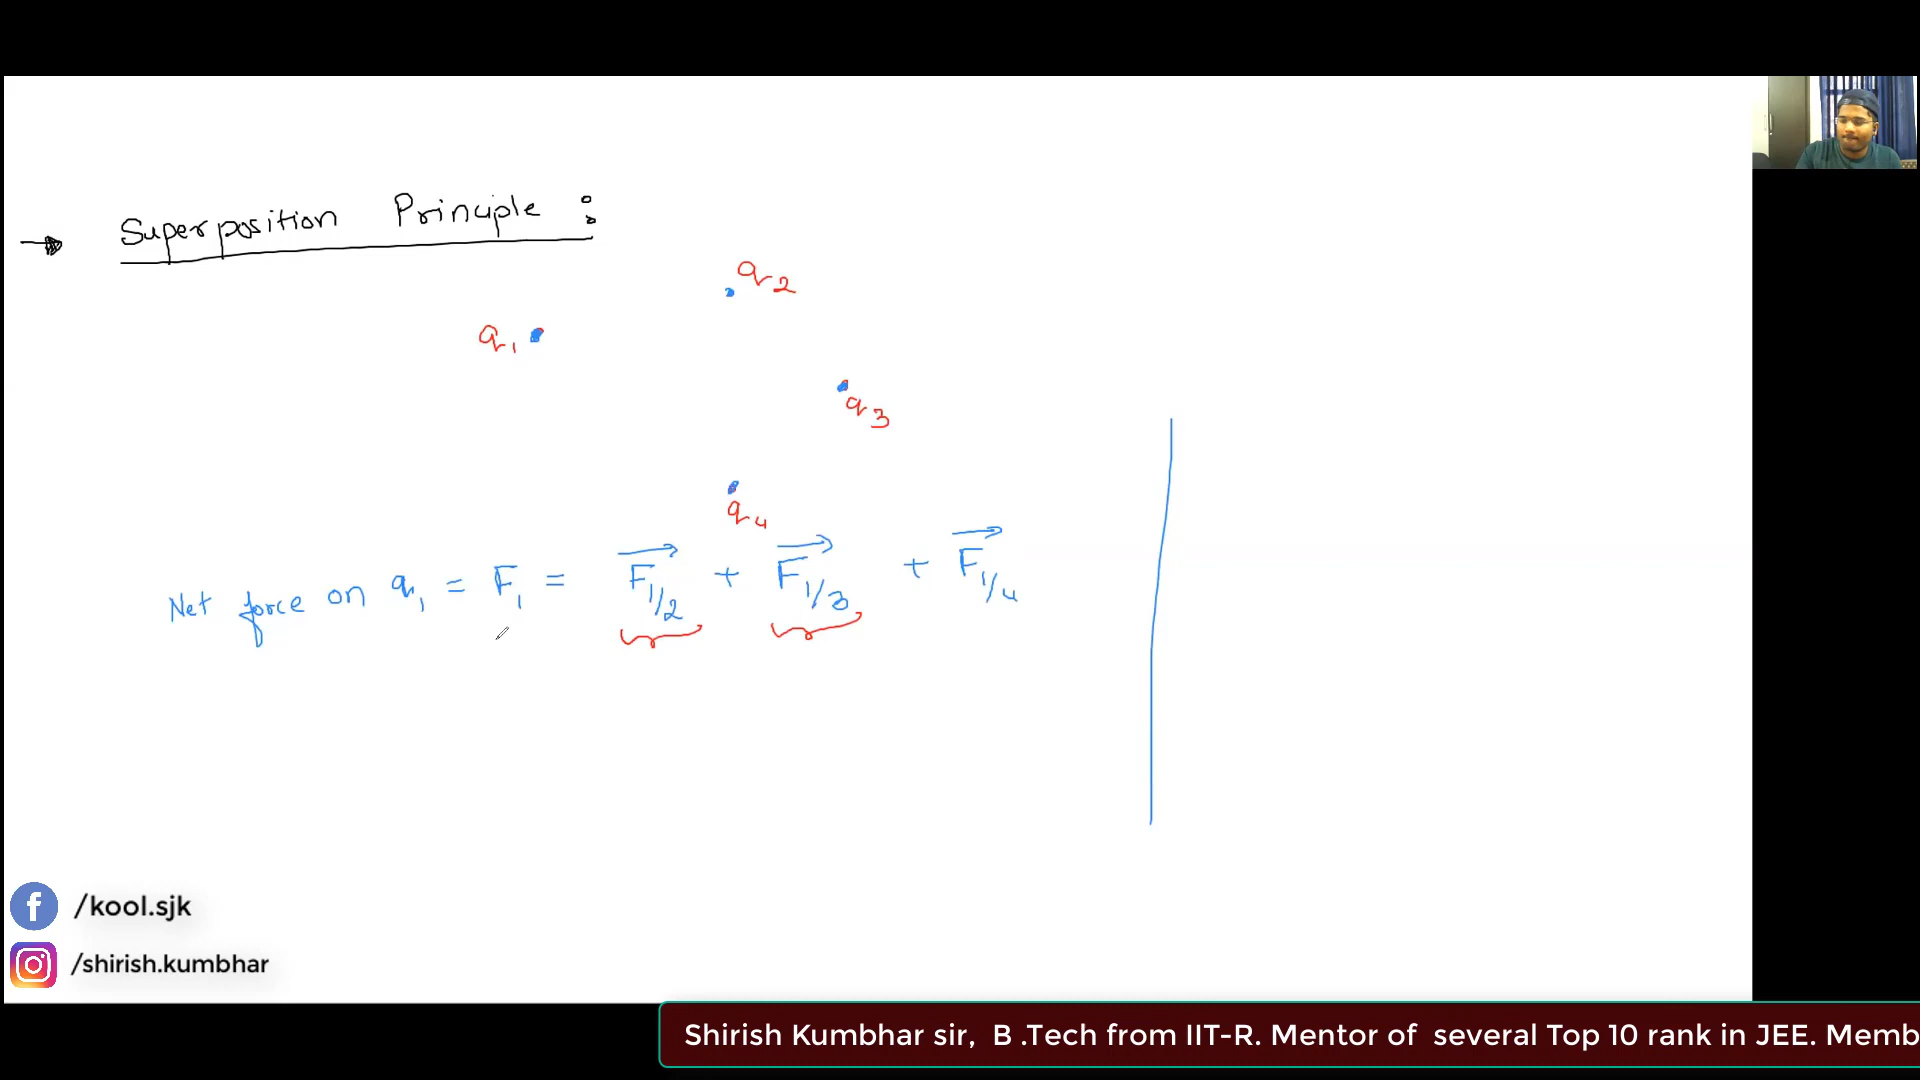 → Superposition Principle :
q2
q1
q3
q4
Net force on q1 = F1 = F1/2 + F1/3 + F1/4
/kool.sjk
/shirish.kumbhar
Shirish Kumbhar sir, B .Tech from IIT-R. Mentor of several Top 10 rank in JEE. Memb